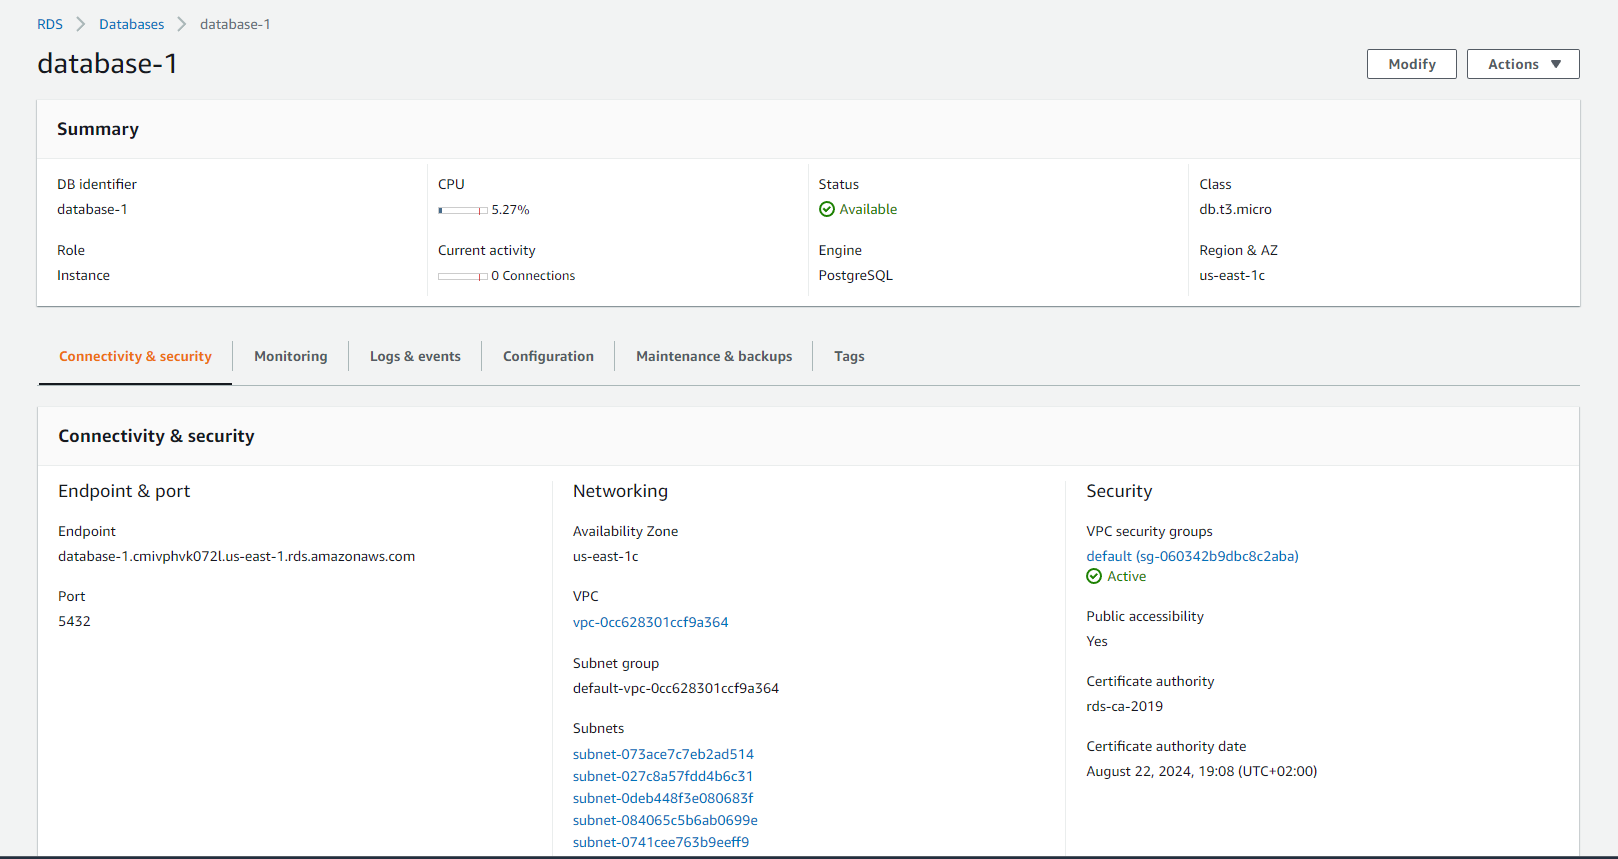 RDS > Databases > database-1
database-1
Modify
Actions ▼
Summary
DB identifier
database-1
CPU
5.27%
Status
Available
Class
db.t3.micro
Role
Instance
Current activity
0 Connections
Engine
PostgreSQL
Region & AZ
us-east-1c
Connectivity & security
Monitoring
Logs & events
Configuration
Maintenance & backups
Tags
Connectivity & security
Endpoint & port
Endpoint
database-1.cmivphvk072l.us-east-1.rds.amazonaws.com
Port
5432
Networking
Availability Zone
us-east-1c
VPC
vpc-0cc628301ccf9a364
Subnet group
default-vpc-0cc628301ccf9a364
Subnets
subnet-073ace7c7eb2ad514
subnet-027c8a57fdd4b6c31
subnet-0deb448f3e080683f
subnet-084065c5b6ab0699e
subnet-0741cee763b9eeff9
Security
VPC security groups
default (sg-060342b9dbc8c2aba)
Active
Public accessibility
Yes
Certificate authority
rds-ca-2019
Certificate authority date
August 22, 2024, 19:08 (UTC+02:00)